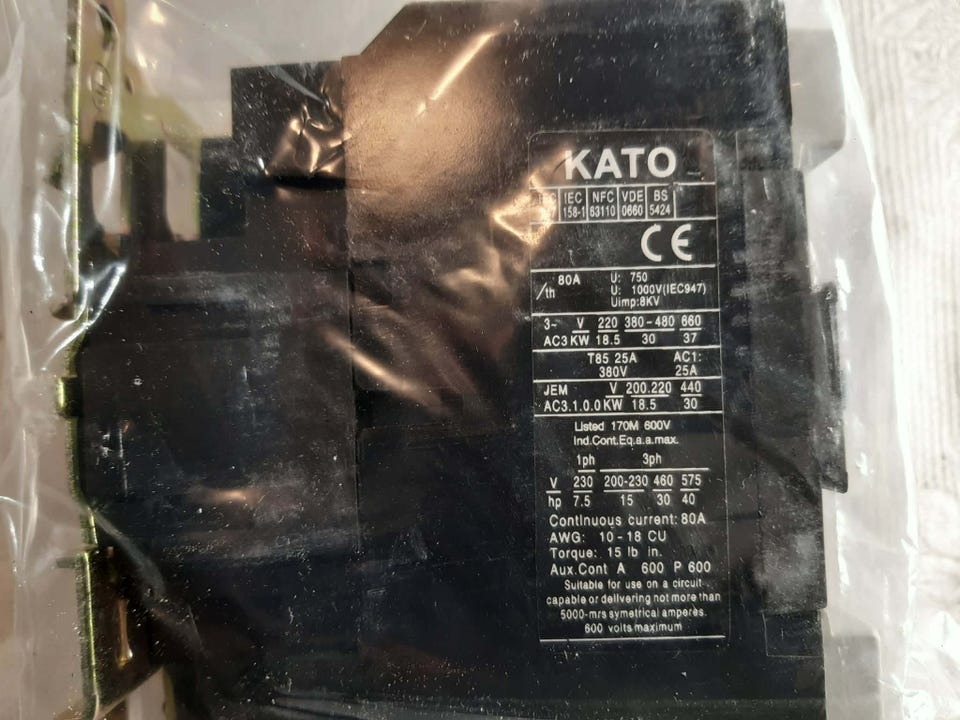 KATO
IEC NFC VDE BS
158-1 63110 0660 5424
CE
Ith 80A U: 750
U: 1000V(IEC947)
Uimp:8KV
3~ V 220 380-480 660
AC3 KW 18.5 30 37
T85 25A AC1:
380V 25A
JEM V 200.220 440
AC3.1.0.0 KW 18.5 30
Listed 170M 600V
Ind.Cont.Eq.a.a.max.
1ph 3ph
V 230 200-230 460 575
hp 7.5 15 30 40
Continuous current: 80A
AWG: 10-18 CU
Torque: 15 lb in.
Aux.Cont A 600 P 600
Suitable for use on a circuit
capable or delivering not more than
5000-mrs symetrical amperes.
600 volts maximum